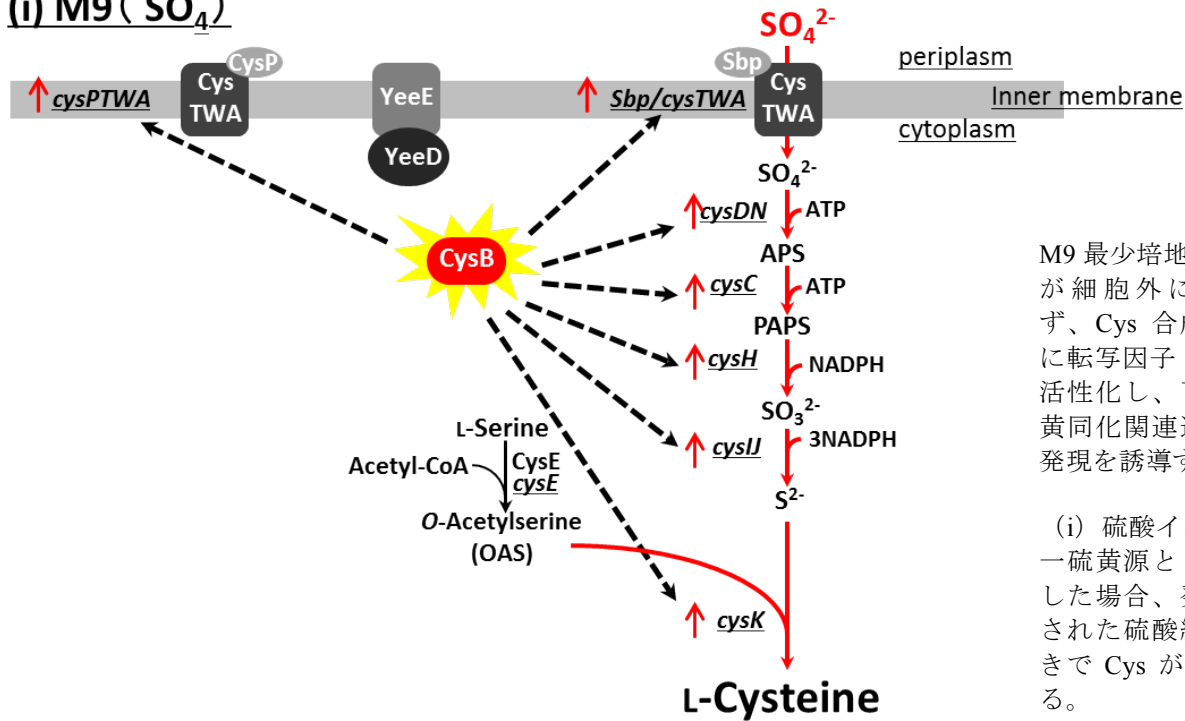 (i) M9( SO₄)
SO₄²⁻
periplasm
CysP
Sbp
Cys
TWA
YeeE
Cys
TWA
cysPTWA
Sbp/cysTWA
Inner membrane
cytoplasm
YeeD
SO₄²⁻
cysDN
ATP
CysB
APS
cysC
ATP
PAPS
cysH
NADPH
SO₃²⁻
L-Serine
cysIJ
3NADPH
Acetyl-CoA
CysE
cysE
S²⁻
O-Acetylserine
(OAS)
cysK
L-Cysteine
M9 最少培地
が細胞外に
ず、Cys 合成
に転写因子
活性化し、
黄同化関連
発現を誘導す
(i) 硫酸イ
一硫黄源と
した場合、
された硫酸
きで Cys が
る。